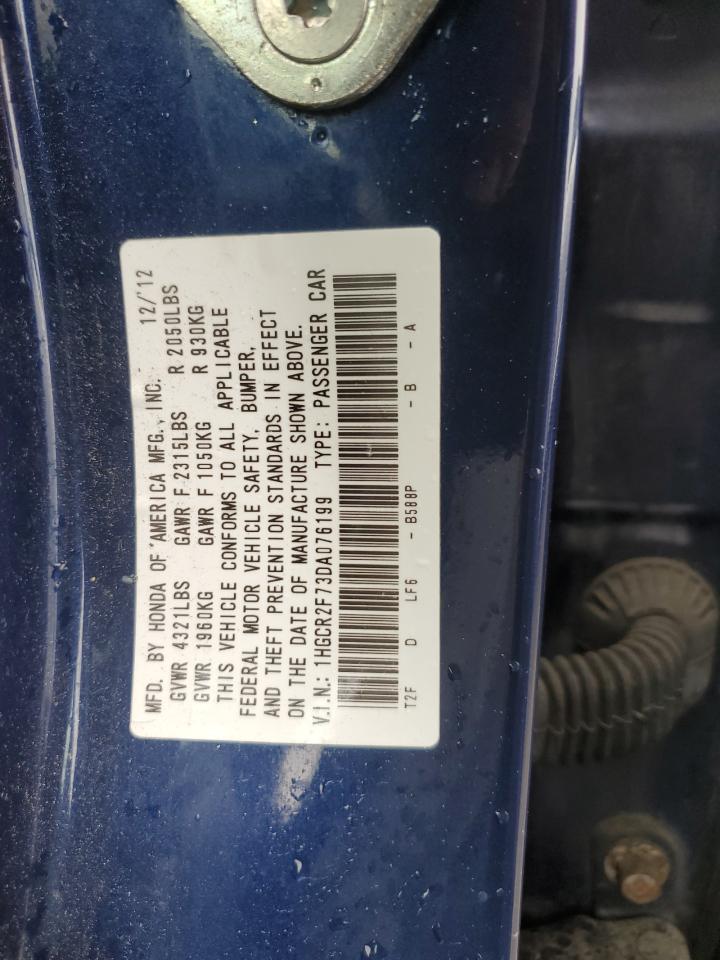 MFD. BY HONDA OF AMERICA MFG., INC. 12/'12
GVWR 4321LBS GAWR F 2315LBS R 2050LBS
GVWR 1960KG GAWR F 1050KG R 930KG
THIS VEHICLE CONFORMS TO ALL APPLICABLE
FEDERAL MOTOR VEHICLE SAFETY, BUMPER,
AND THEFT PREVENTION STANDARDS IN EFFECT
ON THE DATE OF MANUFACTURE SHOWN ABOVE.
V.I.N.: 1HGCR2F73DA076199 TYPE: PASSENGER CAR
T2F D LF6 - B588P - B - A